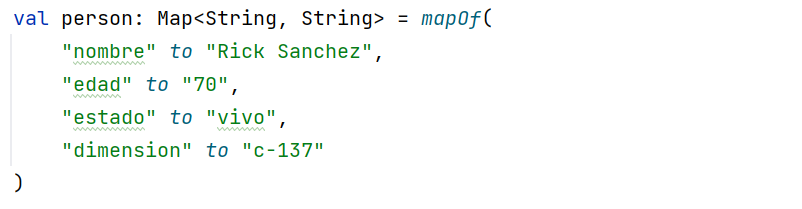 val person: Map<String, String> = mapOf(
    "nombre" to "Rick Sanchez",
    "edad" to "70",
    "estado" to "vivo",
    "dimension" to "c-137"
)